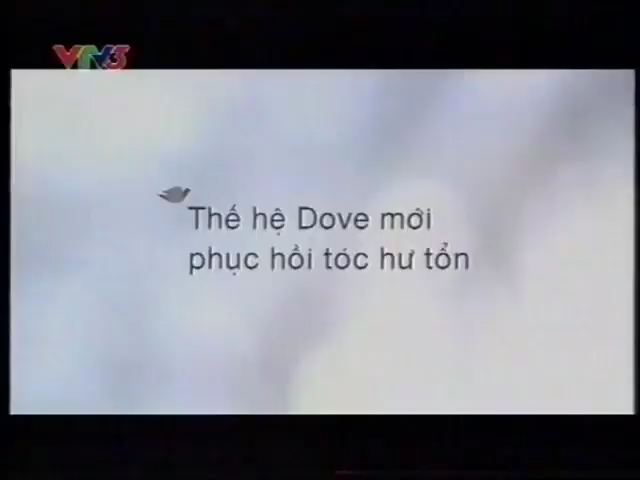 VTV3
Thế hệ Dove mới
phục hồi tóc hư tổn